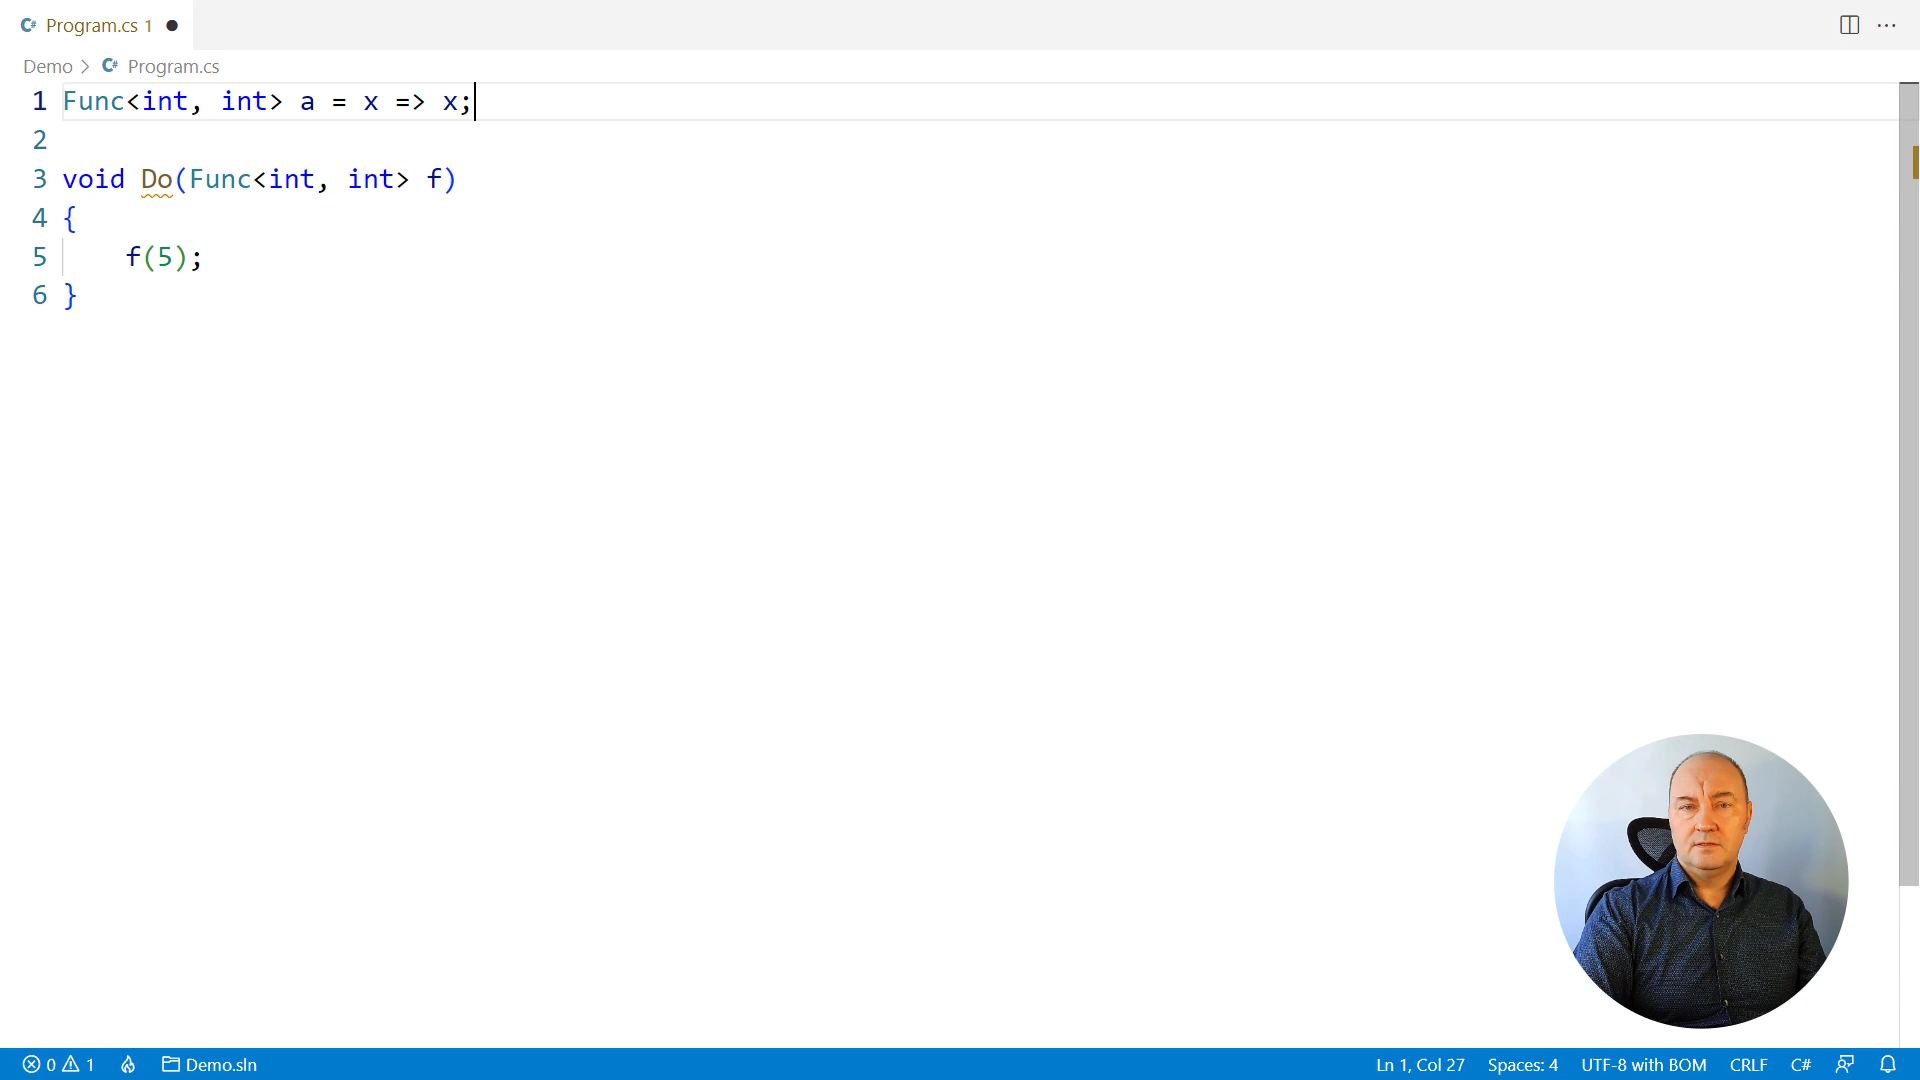 C# Program.cs 1
Demo > C# Program.cs
1 Func<int, int> a = x => x;
2
3 void Do(Func<int, int> f)
4 {
5 f(5);
6 }
0 1 Demo.sln Ln 1, Col 27 Spaces: 4 UTF-8 with BOM CRLF C#